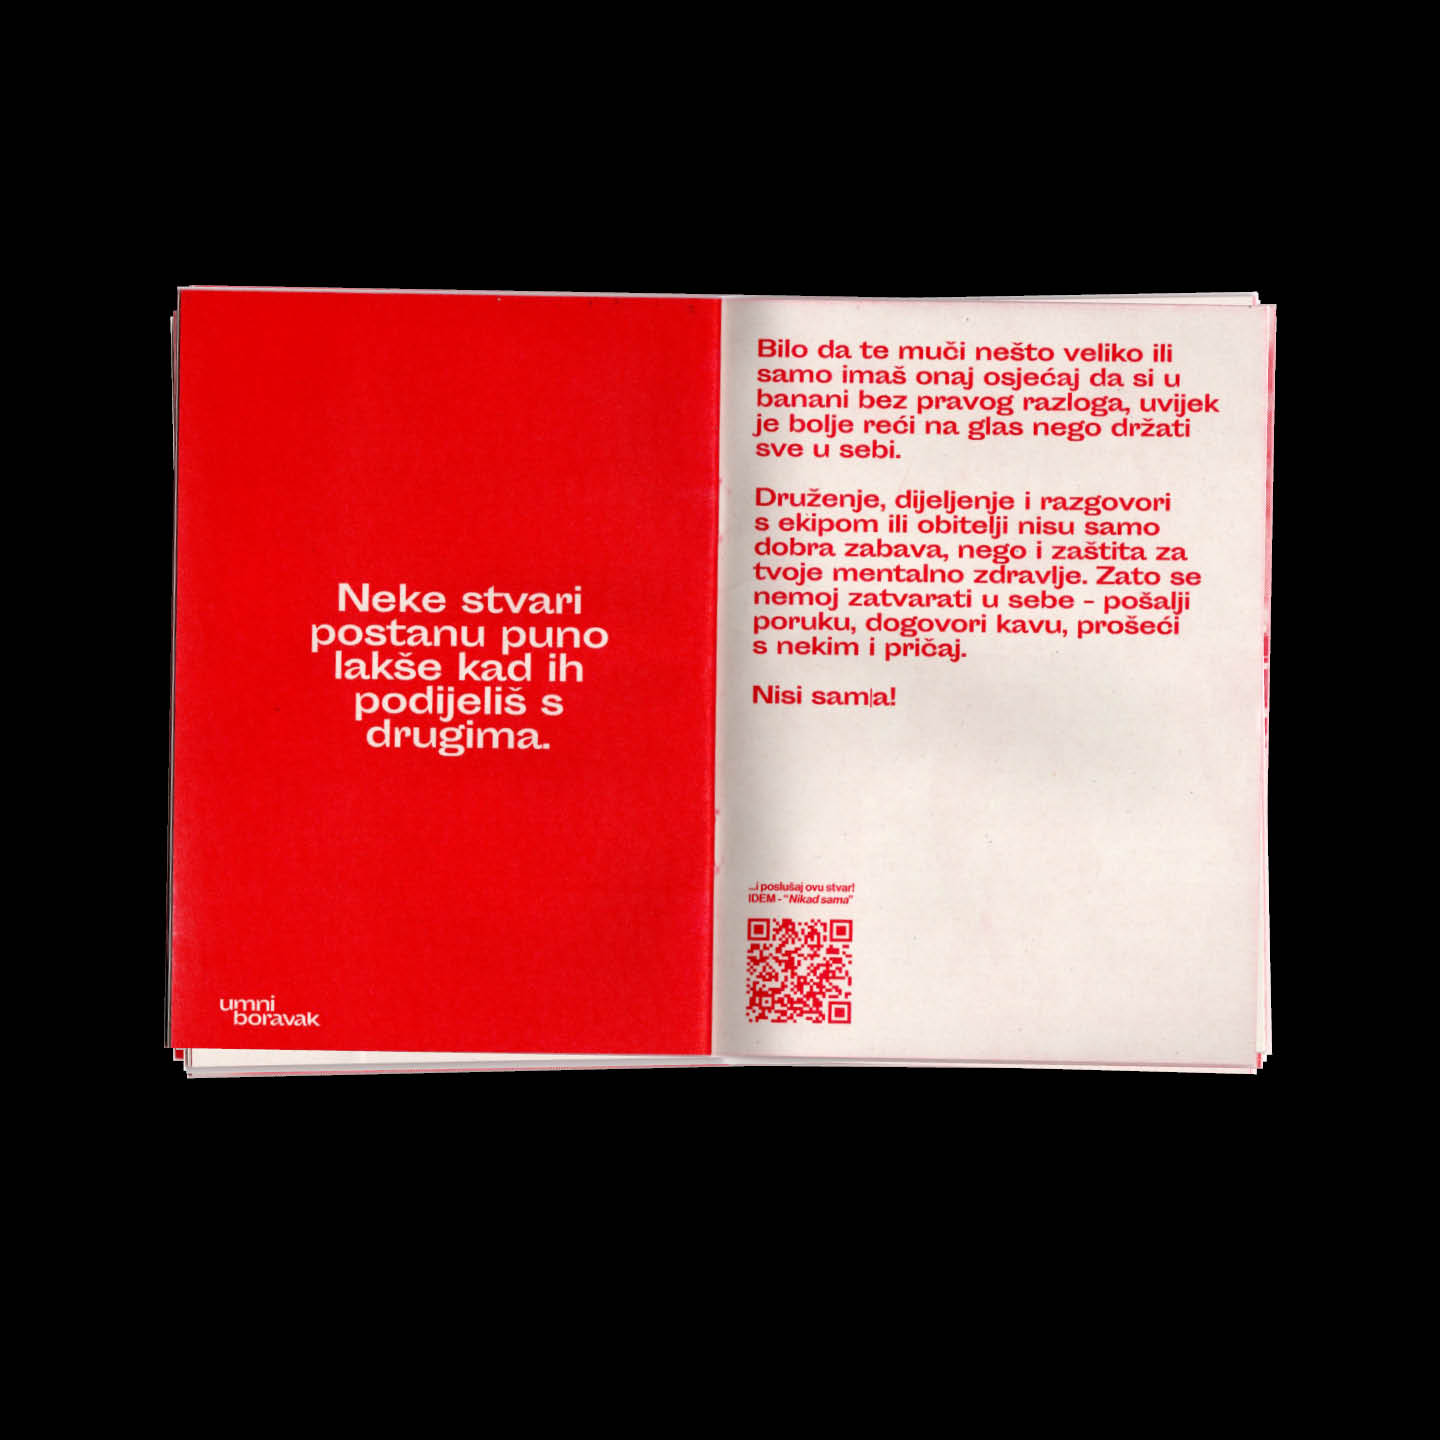 Neke stvari
postanu puno
lakše kad ih
podijeliš s
drugima.
umni
boravak
Bilo da te muči nešto veliko ili
samo imaš onaj osjećaj da si u
banani bez pravog razloga, uvijek
je bolje reći na glas nego držati
sve u sebi.
Druženje, dijeljenje i razgovori
s ekipom ili obitelji nisu samo
dobra zabava, nego i zaštita za
tvoje mentalno zdravlje. Zato se
nemoj zatvarati u sebe - pošalji
poruku, dogovori kavu, prošeći
s nekim i pričaj.
Nisi sam|a!
...i poslušaj ovu stvar!
IDEM - “Nikad sama”